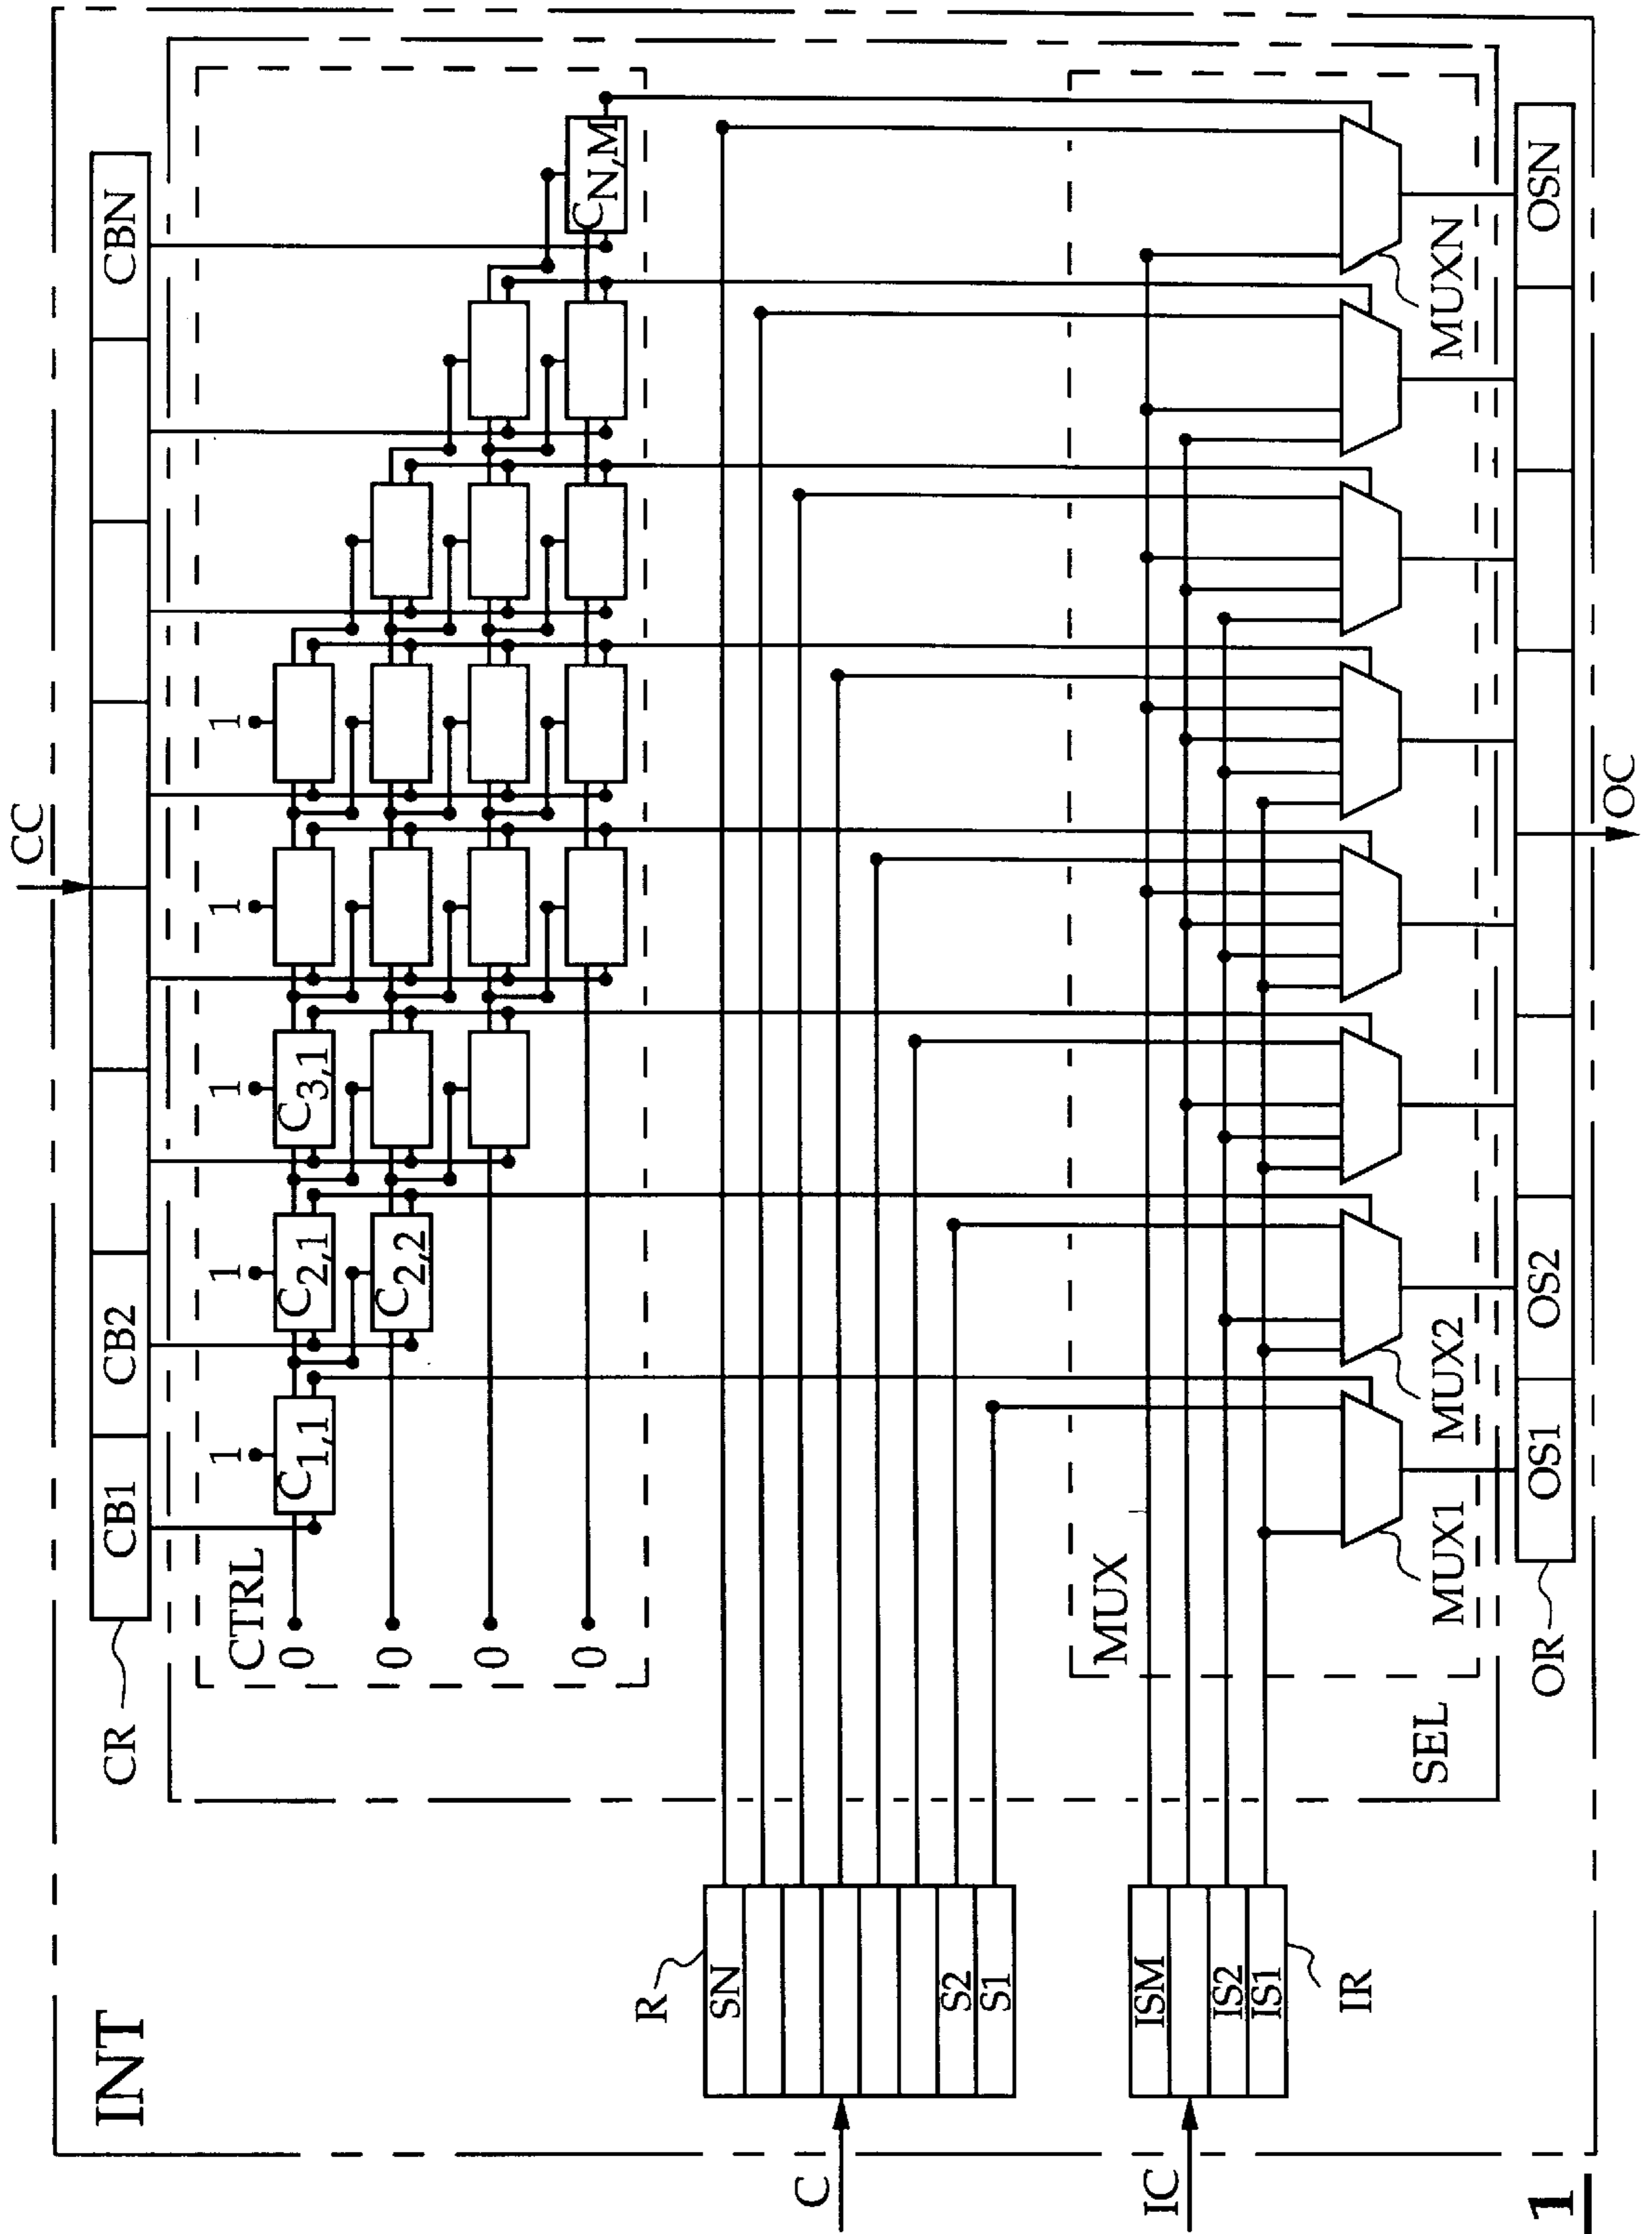 INT
CC
CR
CB1
CB2
CBN
CTRL
1
1
1
1
1
0
0
0
0
C1,1
C2,1
C3,1
C2,2
CN,M
R
SN
S2
S1
C
MUX
ISM
IS2
IS1
IR
IC
MUX1
MUX2
MUXN
SEL
OR
OS1
OS2
OSN
OC
1